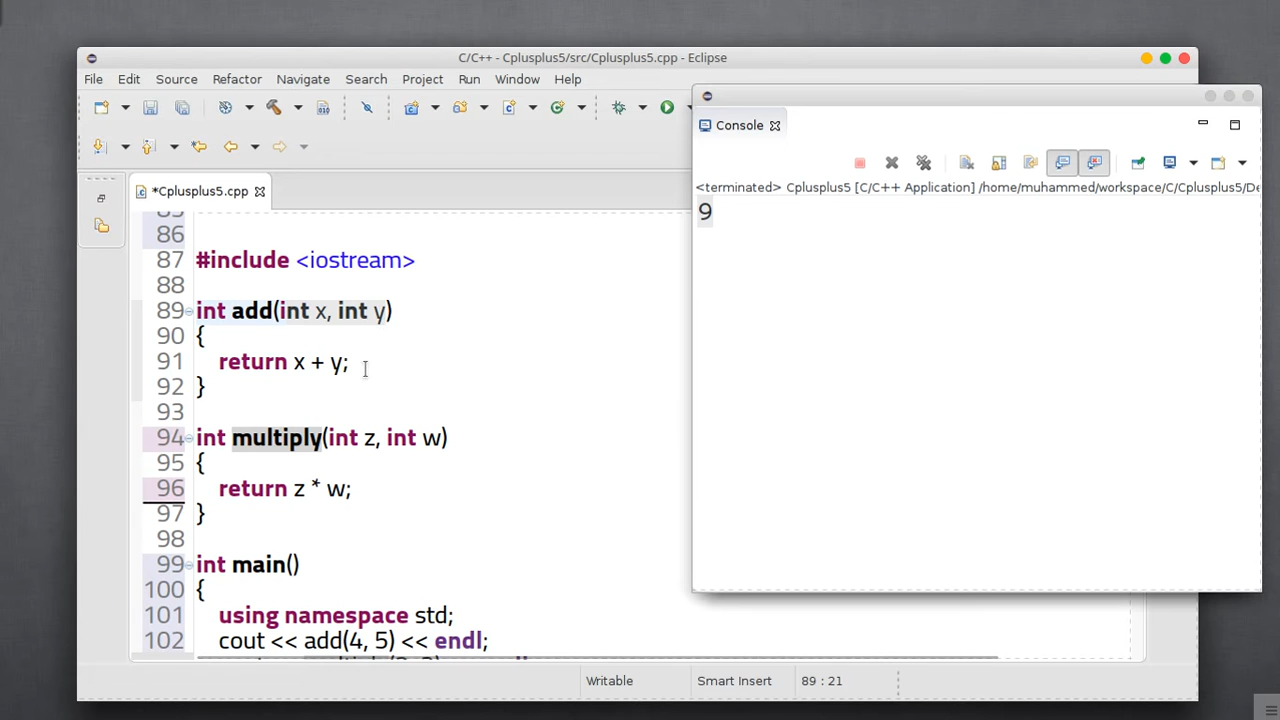 C/C++ - Cplusplus5/src/Cplusplus5.cpp - Eclipse
File Edit Source Refactor Navigate Search Project Run Window Help
*Cplusplus5.cpp
86
87 #include <iostream>
88
89 int add(int x, int y)
90 {
91 return x + y;
92 }
93
94 int multiply(int z, int w)
95 {
96 return z * w;
97 }
98
99 int main()
100 {
101 using namespace std;
102 cout << add(4, 5) << endl;
Writable Smart Insert 89 : 21
Console
<terminated> Cplusplus5 [C/C++ Application] /home/muhammed/workspace/C/Cplusplus5/De
9